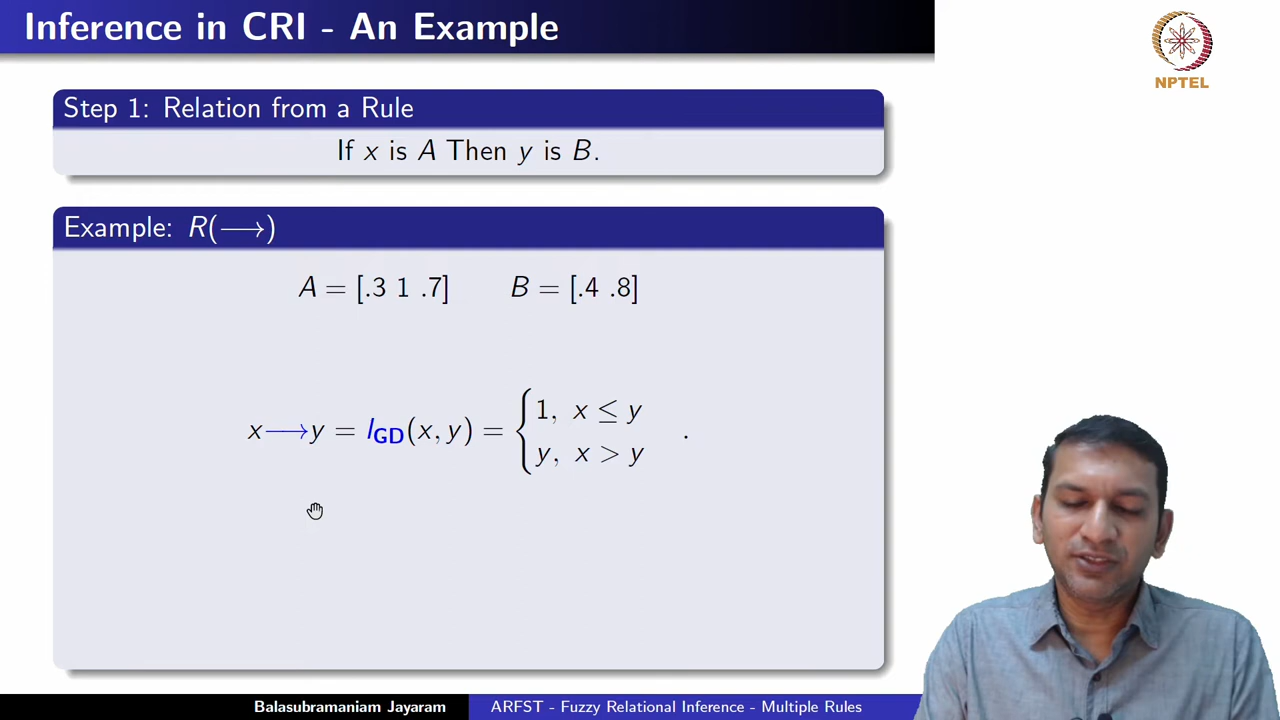 Inference in CRI - An Example
NPTEL
Step 1: Relation from a Rule
If x is A Then y is B.
Example: R(⟶)
A = [.3 1 .7] B = [.4 .8]
x⟶y = I_GD(x, y) = { 1, x ≤ y
y, x > y .
Balasubramaniam Jayaram
ARFST - Fuzzy Relational Inference - Multiple Rules